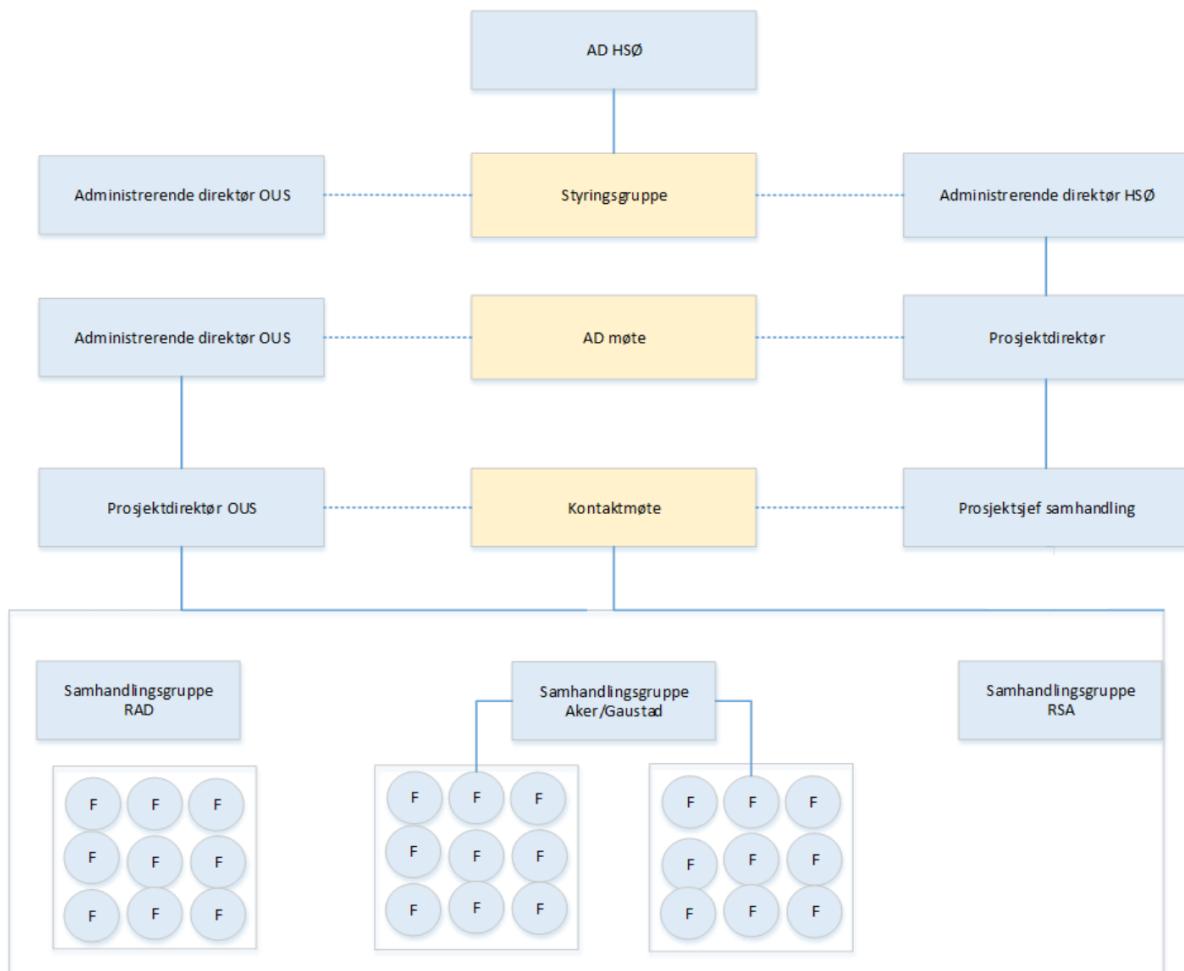 AD HSØ
Administrerende direktør OUS
Styringsgruppe
Administrerende direktør HSØ
Administrerende direktør OUS
AD møte
Prosjektdirektør
Prosjektdirektør OUS
Kontaktmøte
Prosjektsjef samhandling
Samhandlingsgruppe
RAD
Samhandlingsgruppe
Aker/Gaustad
Samhandlingsgruppe
RSA
F F F
F F F
F F F
F F F
F F F
F F F
F F F
F F F
F F F